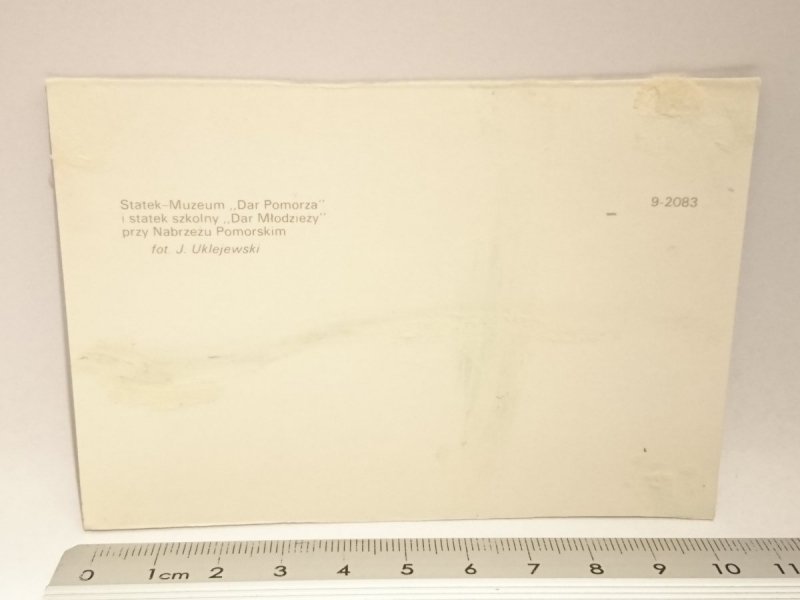 Statek-Muzeum „Dar Pomorza”
i statek szkolny „Dar Młodzieży”
przy Nabrzeżu Pomorskim
fot. J. Uklejewski
9-2083
0 1cm 2 3 4 5 6 7 8 9 10 11